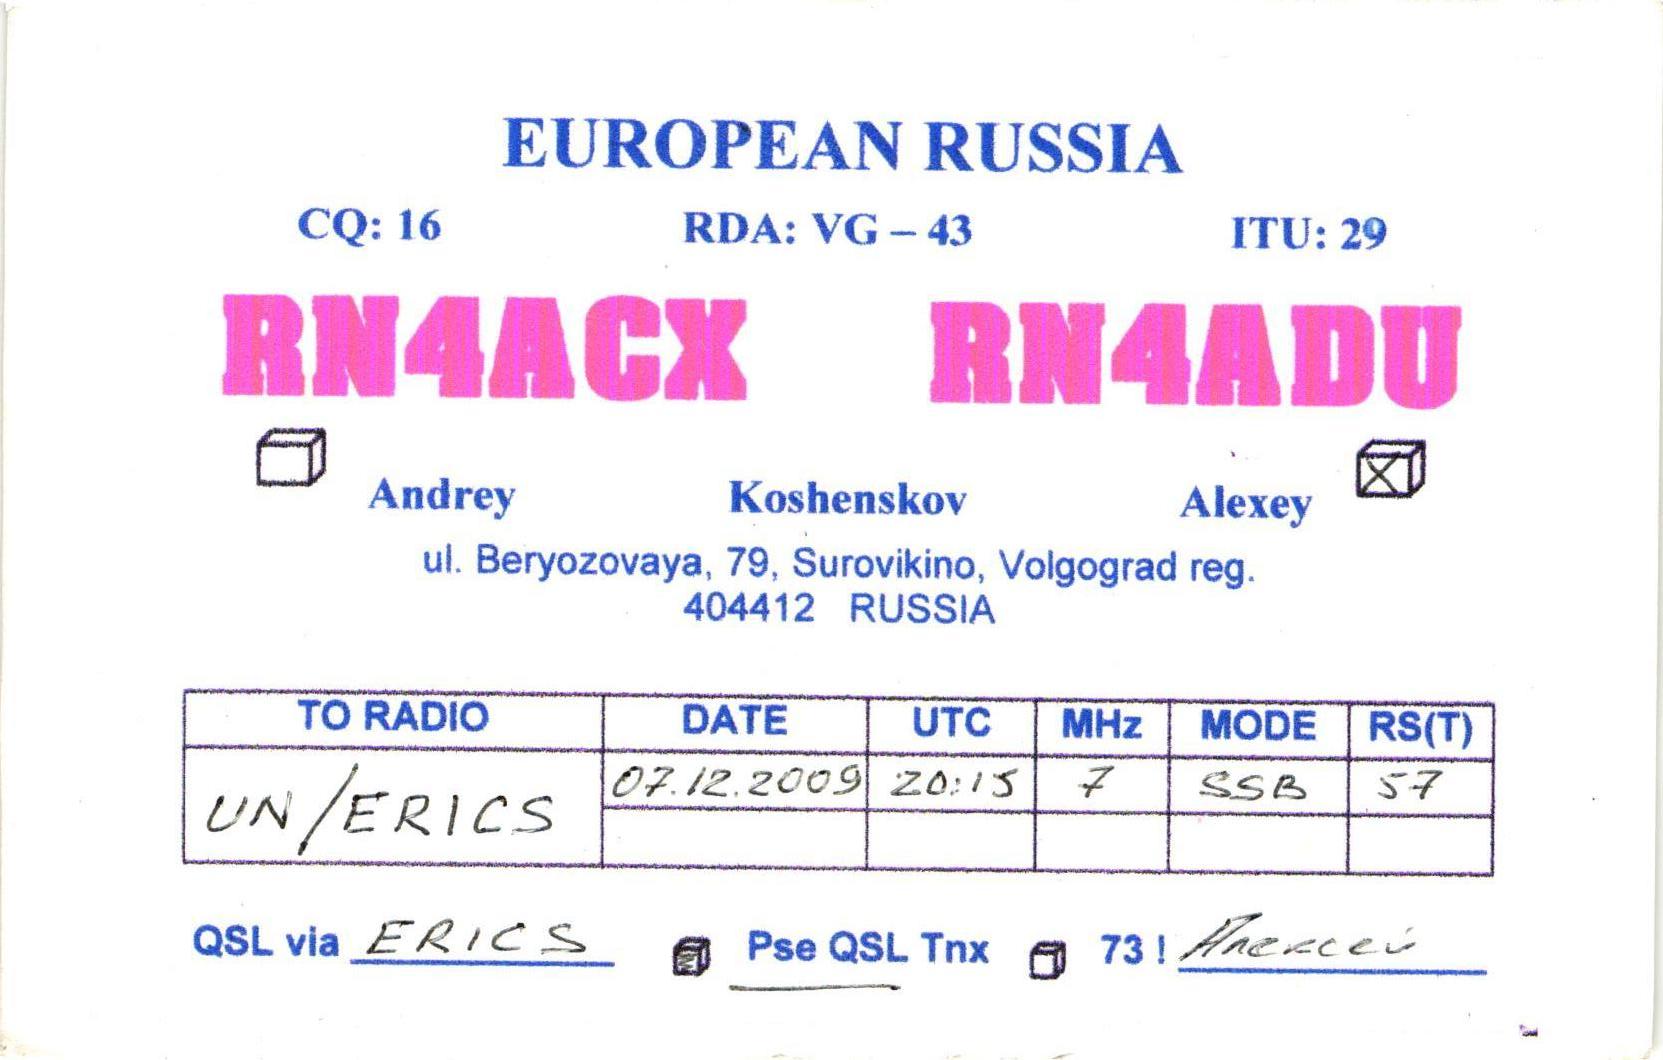 EUROPEAN RUSSIA
CQ: 16 RDA: VG – 43 ITU: 29
RN4ACX RN4ADU
Andrey Koshenskov Alexey
ul. Beryozovaya, 79, Surovikino, Volgograd reg.
404412 RUSSIA
TO RADIO DATE UTC MHz MODE RS(T)
UN/ER1CS 07.12.2009 20:15 7 SSB 57
QSL via ER1CS Pse QSL Tnx 73 ! Алексей